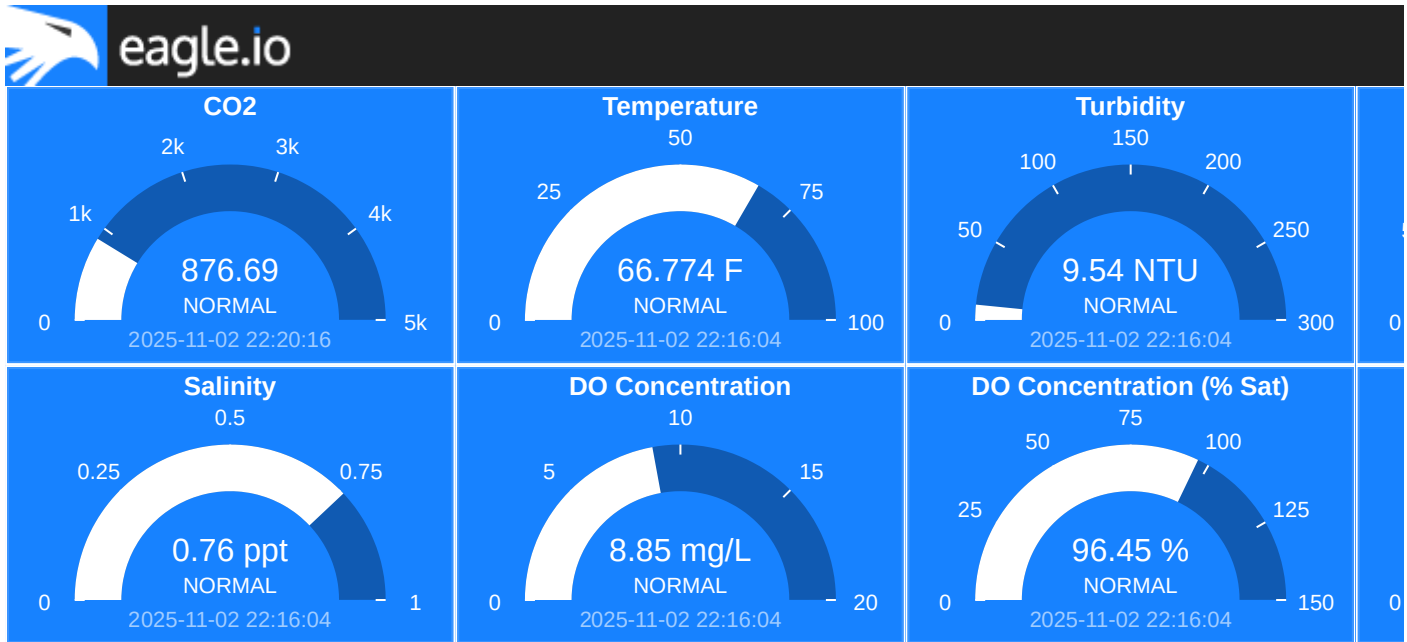 eagle.io
CO2
2k
3k
1k
4k
876.69
NORMAL
0
5k
2025-11-02 22:20:16
Temperature
50
25
75
66.774 F
NORMAL
0
100
2025-11-02 22:16:04
Turbidity
150
100
200
50
250
9.54 NTU
NORMAL
0
300
2025-11-02 22:16:04
0
Salinity
0.5
0.25
0.75
0.76 ppt
NORMAL
0
1
2025-11-02 22:16:04
DO Concentration
10
5
15
8.85 mg/L
NORMAL
0
20
2025-11-02 22:16:04
DO Concentration (% Sat)
75
50
100
25
125
96.45 %
NORMAL
0
150
2025-11-02 22:16:04
0